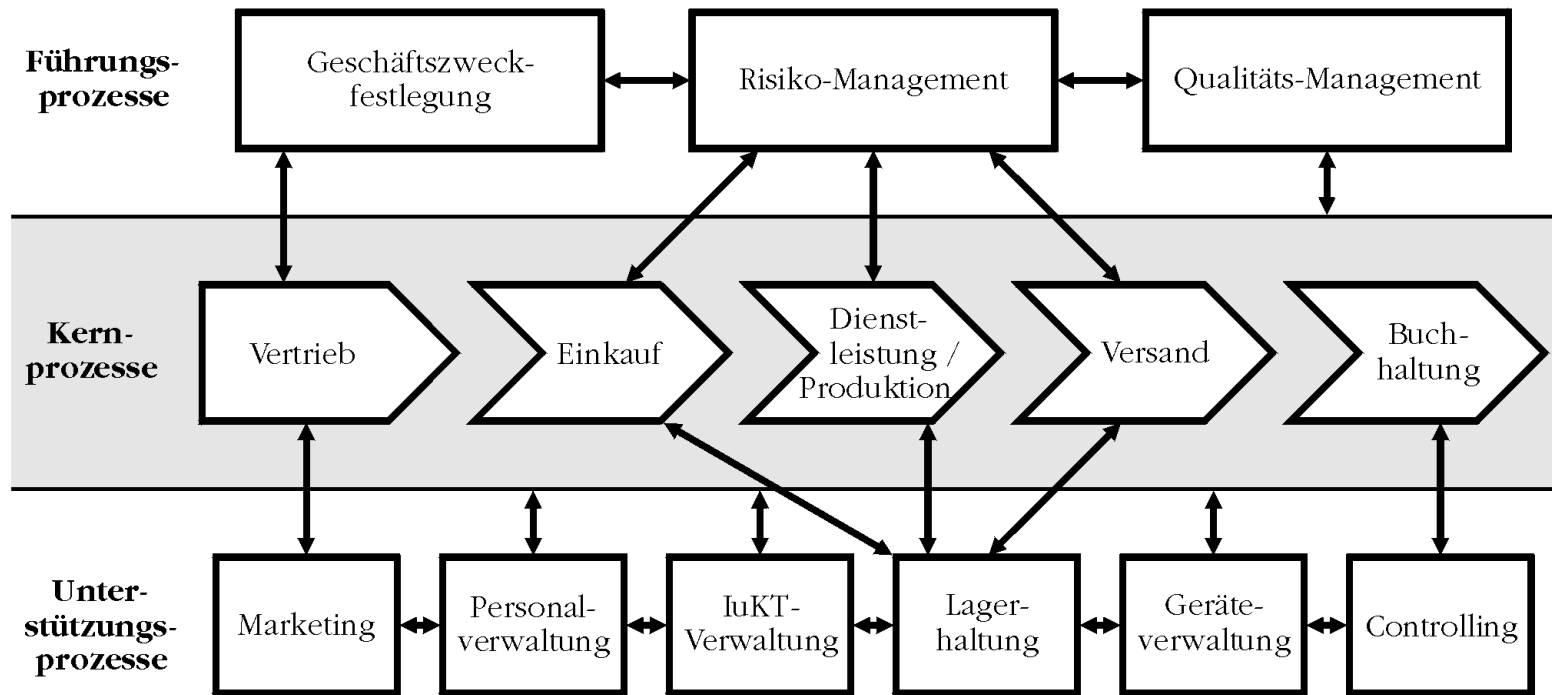 Führungs-
prozesse
Geschäftszweck-
festlegung
Risiko-Management
Qualitäts-Management
Kern-
prozesse
Vertrieb
Einkauf
Dienst-
leistung /
Produktion
Versand
Buch-
haltung
Unter-
stützungs-
prozesse
Marketing
Personal-
verwaltung
IuKT-
Verwaltung
Lager-
haltung
Geräte-
verwaltung
Controlling